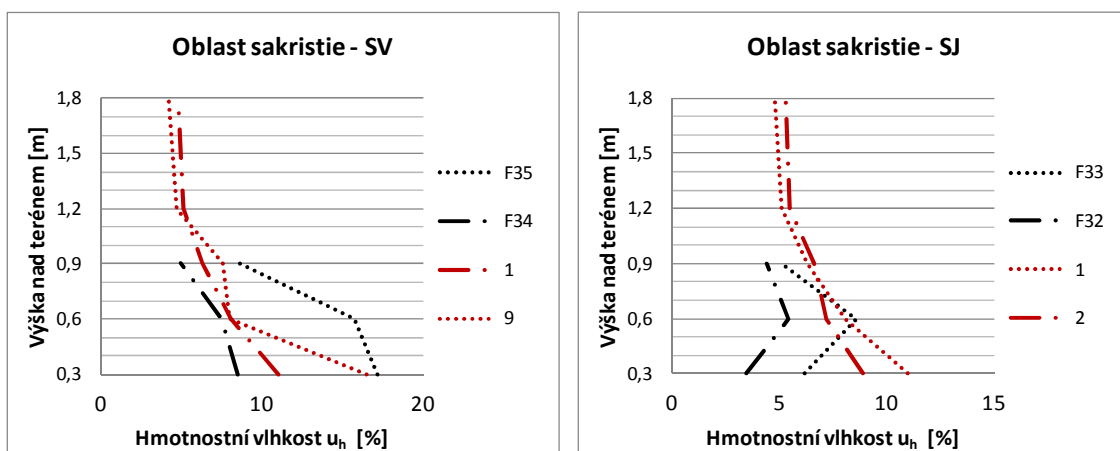 Oblast sakristie - SV
Výška nad terénem [m]
1,8
1,5
1,2
0,9
0,6
0,3
0
10
20
Hmotnostní vlhkost uh [%]
F35
F34
1
9
Oblast sakristie - SJ
Výška nad terénem [m]
1,8
1,5
1,2
0,9
0,6
0,3
0
5
10
15
Hmotnostní vlhkost uh [%]
F33
F32
1
2